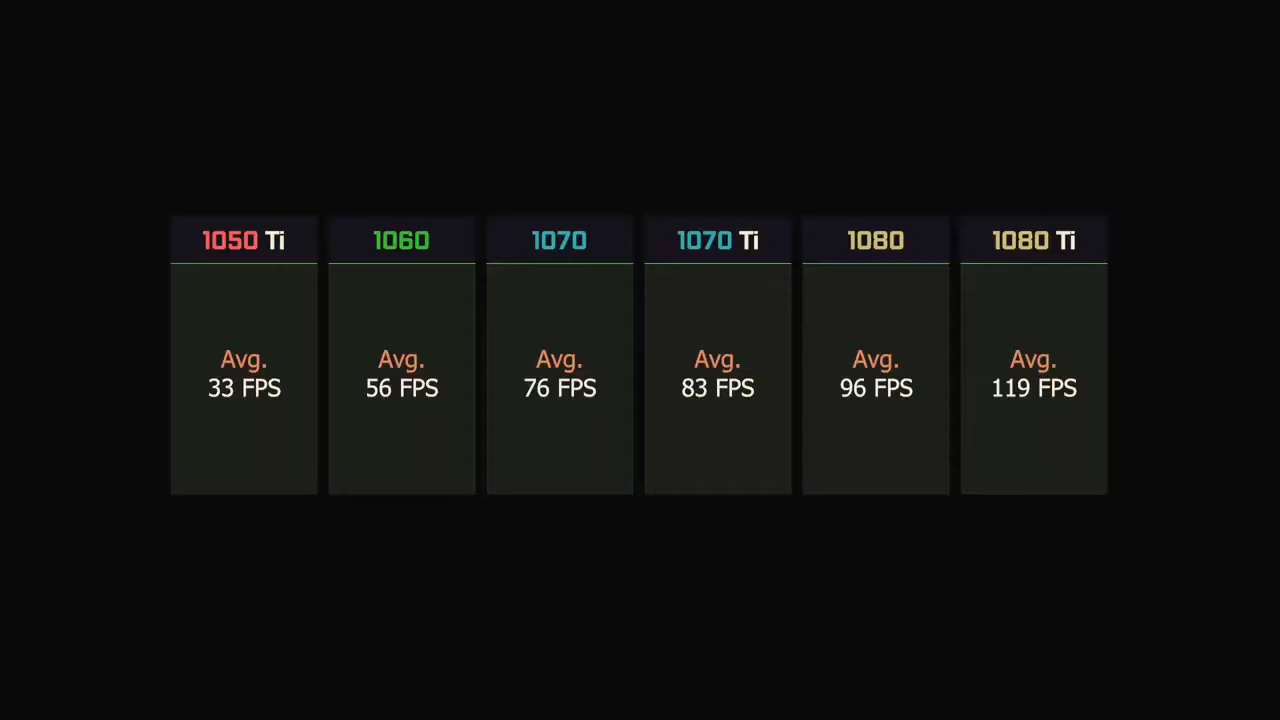 1050 Ti
1060
1070
1070 Ti
1080
1080 Ti
Avg.
33 FPS
Avg.
56 FPS
Avg.
76 FPS
Avg.
83 FPS
Avg.
96 FPS
Avg.
119 FPS